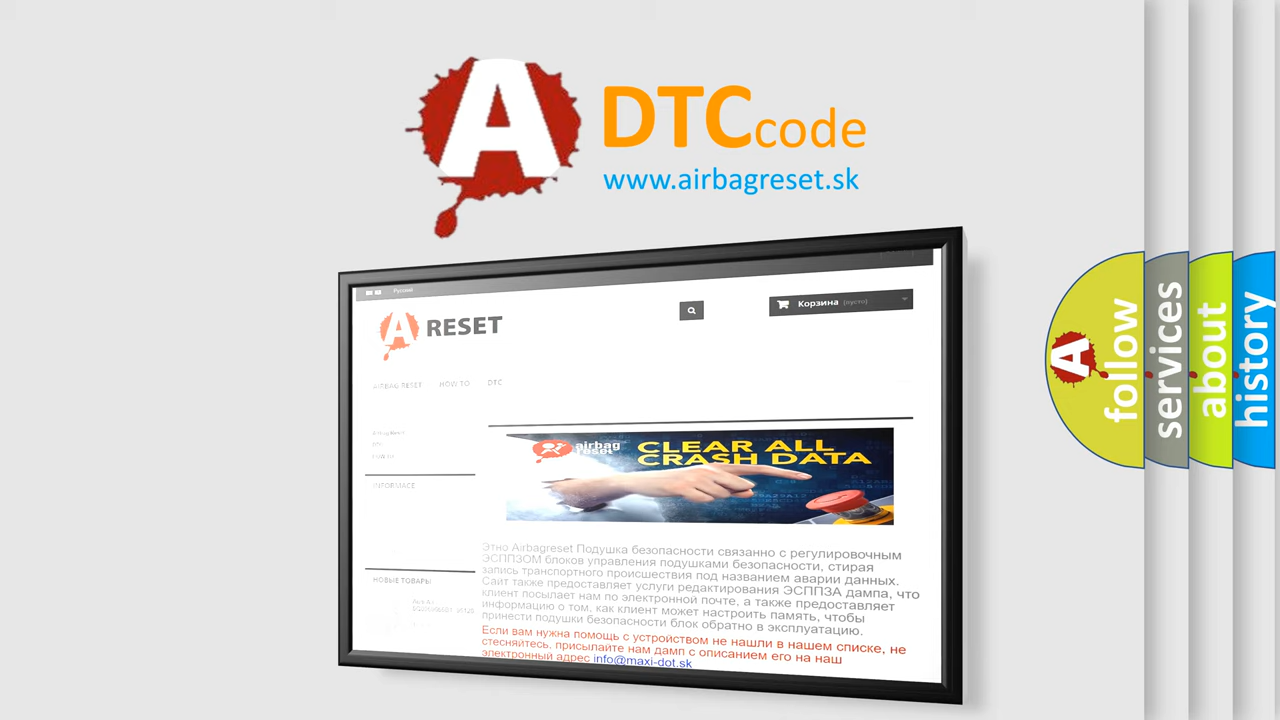 A DTC code
www.airbagreset.sk
Русский
Корзина (пусто)
A RESET
AIRBAG RESET HOW TO DTC
INFORMACE
airbag reset
CLEAR ALL
CRASH DATA
Этно Airbagreset Подушка безопасности связанно с регулировочным
ЭСППЗОМ блоков управления подушками безопасности, стирая
запись транспортного происшествия под названием аварии данных.
Сайт также предоставляет услуги редактирования ЭСППЗА дампа, что
клиент посылает нам по электронной почте, а также предоставляет
информацию о том, как клиент может настроить память, чтобы
принести подушки безопасности блок обратно в эксплуатацию.
Если вам нужна помощь с устройством не нашли в нашем списке, не
стесняйтесь, присылайте нам дамп с описанием его на наш
электронный адрес info@maxi-dot.sk
НОВЫЕ ТОВАРЫ
A follow
services
about
history